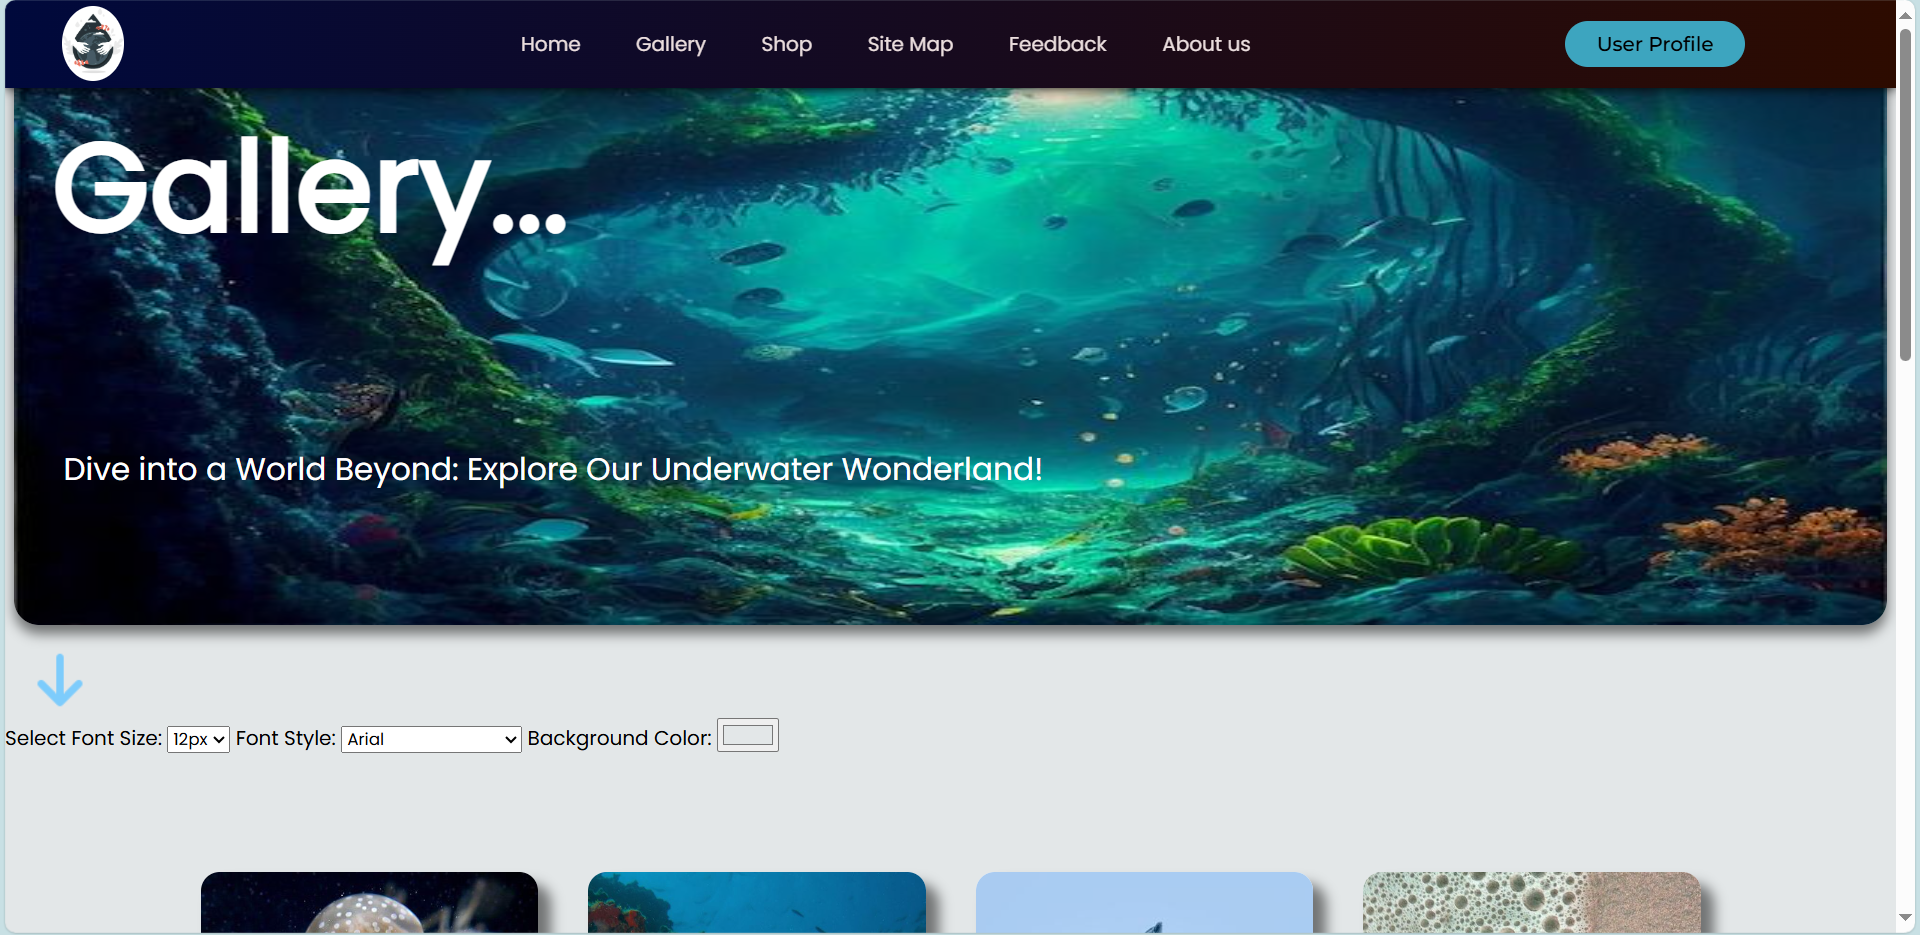 Home Gallery Shop Site Map Feedback About us User Profile
Gallery...
Dive into a World Beyond: Explore Our Underwater Wonderland!
Select Font Size: 12px Font Style: Arial Background Color: